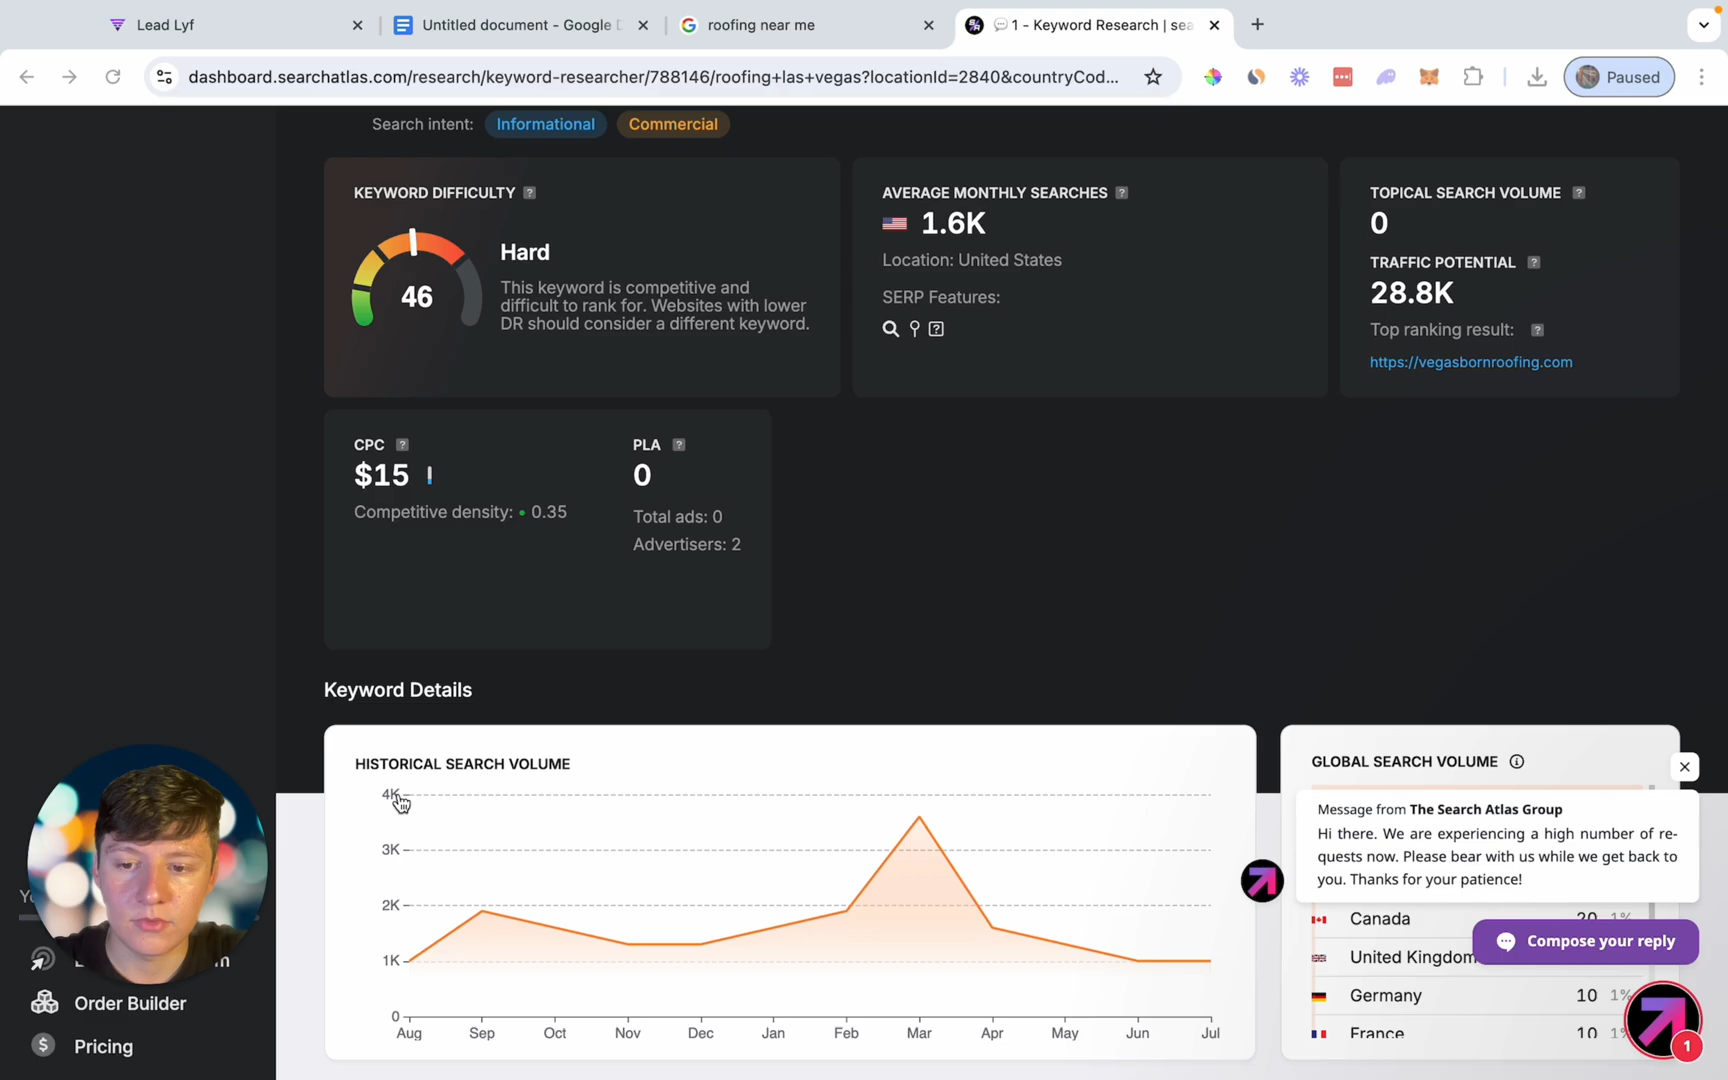 Lead Lyf
Untitled document - Google D
roofing near me
1 - Keyword Research | sea
dashboard.searchatlas.com/research/keyword-researcher/788146/roofing+las+vegas?locationId=2840&countryCod...
Paused
Search intent: Informational Commercial
KEYWORD DIFFICULTY
46
Hard
This keyword is competitive and
difficult to rank for. Websites with lower
DR should consider a different keyword.
AVERAGE MONTHLY SEARCHES
1.6K
Location: United States
SERP Features:
TOPICAL SEARCH VOLUME
0
TRAFFIC POTENTIAL
28.8K
Top ranking result:
https://vegasbornroofing.com
CPC
$15
Competitive density: 0.35
PLA
0
Total ads: 0
Advertisers: 2
Keyword Details
HISTORICAL SEARCH VOLUME
4K
3K
2K
1K
0
Aug Sep Oct Nov Dec Jan Feb Mar Apr May Jun Jul
GLOBAL SEARCH VOLUME
Message from The Search Atlas Group
Hi there. We are experiencing a high number of re-
quests now. Please bear with us while we get back to
you. Thanks for your patience!
Canada 20 1%
United Kingdom
Compose your reply
Germany 10 1%
France 10 1%
1
Order Builder
Pricing